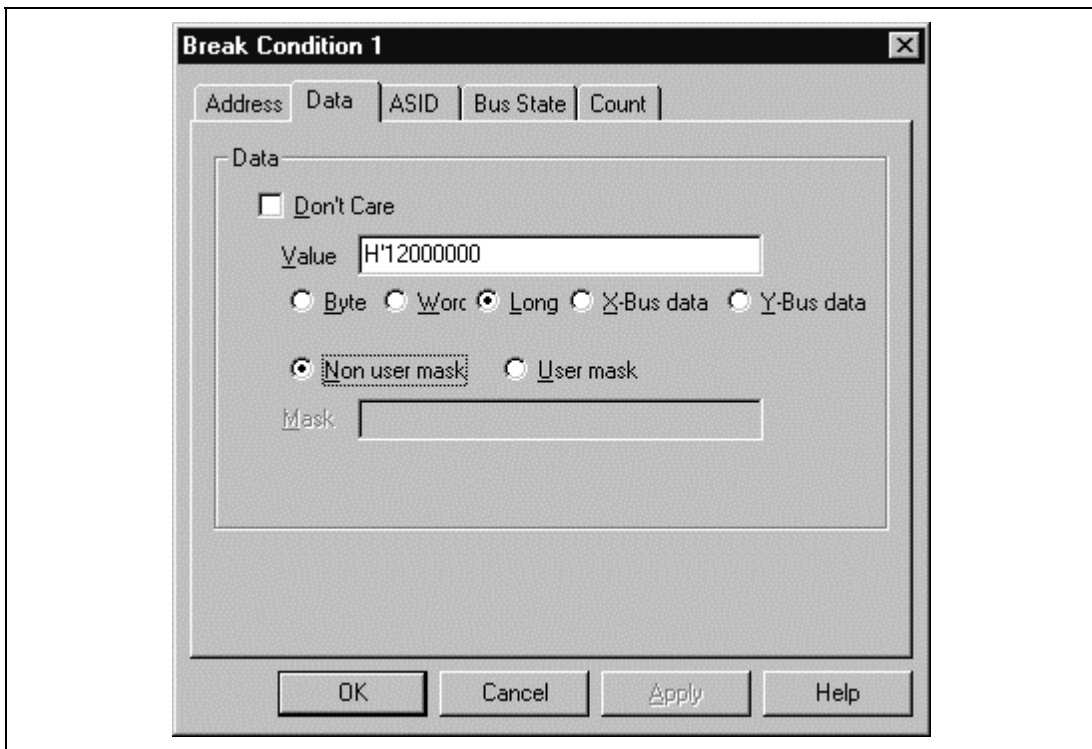 Break Condition 1
Address Data ASID Bus State Count
Data
Don't Care
Value H'12000000
Byte Word Long X-Bus data Y-Bus data
Non user mask User mask
Mask
OK Cancel Apply Help